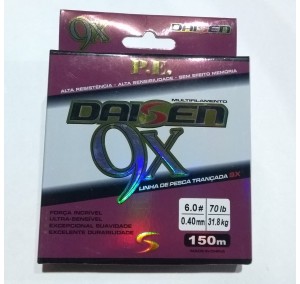 9X DAISEN
P.E.
ALTA RESISTÊNCIA - ALTA SENSIBILIDADE - SEM EFEITO MEMÓRIA
MULTIFILAMENTO
DAISEN
9X
LINHA DE PESCA TRANÇADA 9X
FORÇA INCRÍVEL
ULTRA SENSÍVEL
EXCEPCIONAL SUAVIDADE
EXCELENTE DURABILIDADE
S
6.0# 70 lb
0.40mm 31.8kg
150m